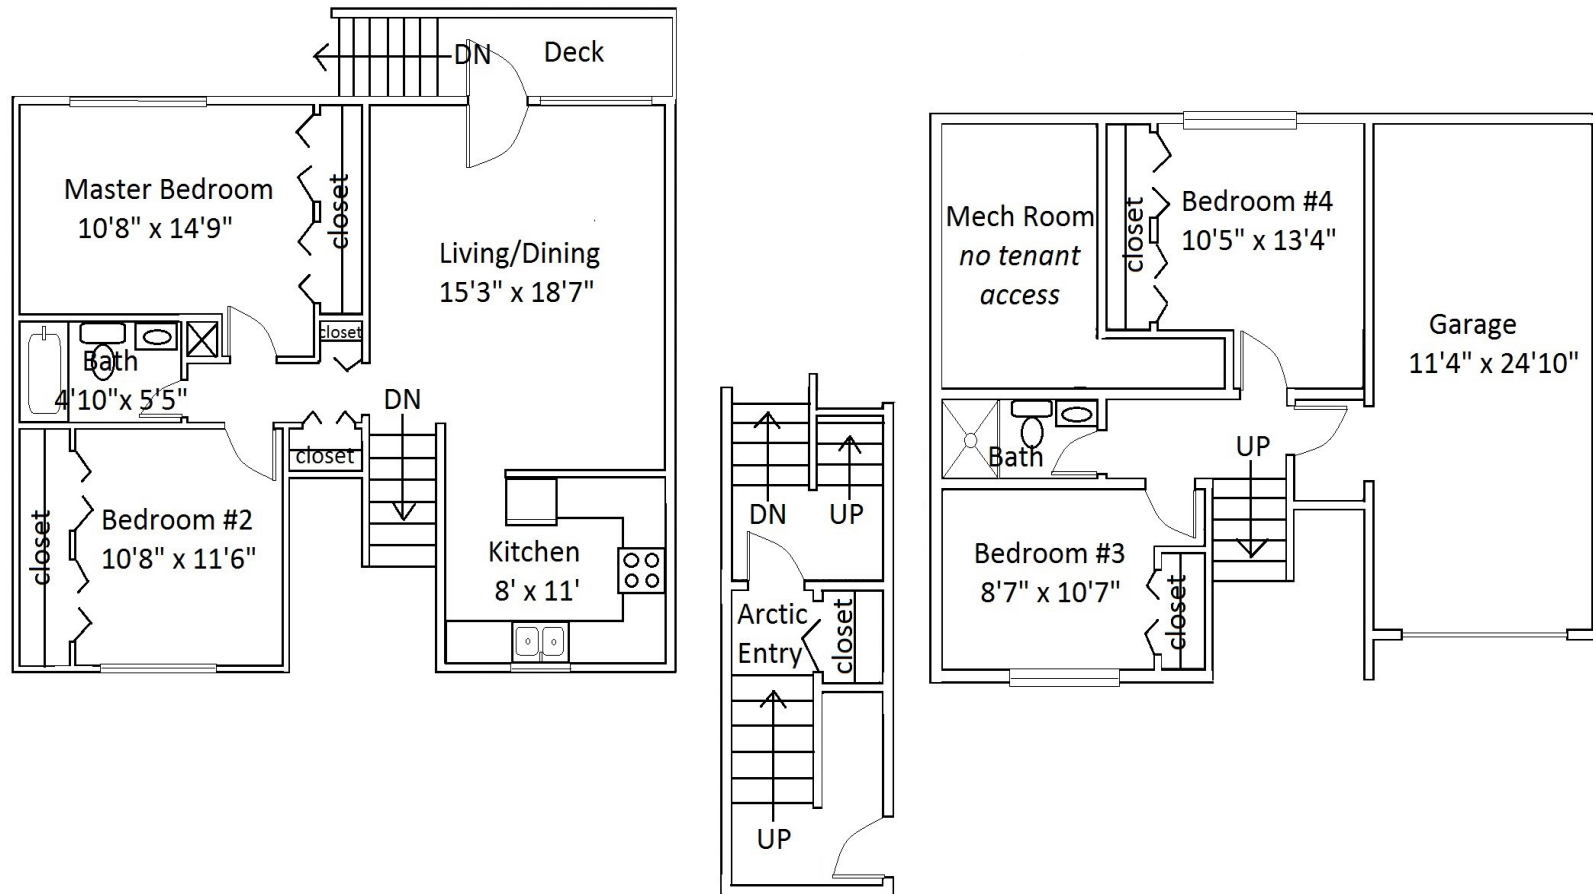 DN
Deck
Master Bedroom
10'8" x 14'9"
closet
Living/Dining
15'3" x 18'7"
closet
Bath
4'10"x 5'5"
DN
closet
closet
Bedroom #2
10'8" x 11'6"
Kitchen
8' x 11'
DN
UP
Arctic
Entry
closet
UP
Mech Room
no tenant
access
closet
Bedroom #4
10'5" x 13'4"
Garage
11'4" x 24'10"
Bath
UP
Bedroom #3
8'7" x 10'7"
closet